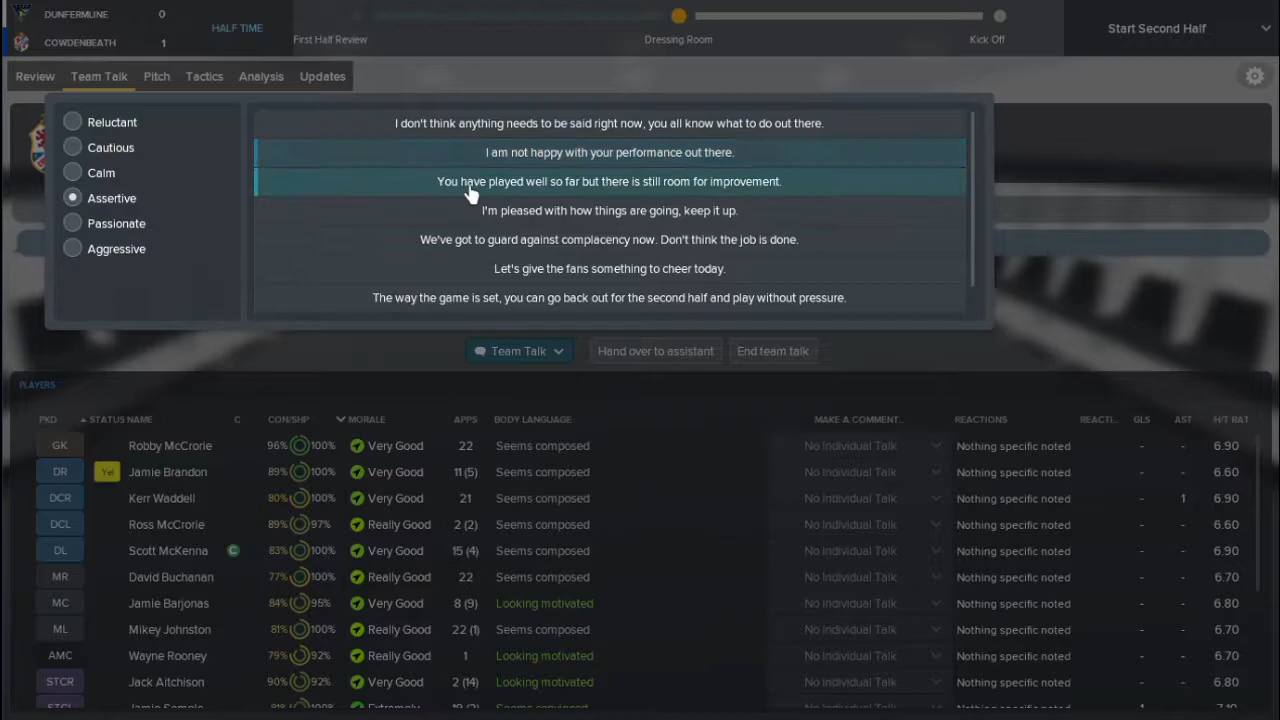 DUNFERMLINE 0
COWDENBEATH 1
HALF TIME
First Half Review
Dressing Room
Kick Off
Start Second Half
Review Team Talk Pitch Tactics Analysis Updates
Reluctant
Cautious
Calm
Assertive
Passionate
Aggressive
I don't think anything needs to be said right now, you all know what to do out there.
I am not happy with your performance out there.
You have played well so far but there is still room for improvement.
I'm pleased with how things are going, keep it up.
We've got to guard against complacency now. Don't think the job is done.
Let's give the fans something to cheer today.
The way the game is set, you can go back out for the second half and play without pressure.
Team Talk Hand over to assistant End team talk
PLAYERS
PKD STATUS NAME C CON/SHP MORALE APPS BODY LANGUAGE MAKE A COMMENT... REACTIONS REACTI... GLS AST H/T RAT
GK Robby McCrorie 96% 100% Very Good 22 Seems composed No Individual Talk Nothing specific noted - - 6.90
DR Yel Jamie Brandon 89% 100% Very Good 11 (5) Seems composed No Individual Talk Nothing specific noted - - 6.60
DCR Kerr Waddell 80% 100% Very Good 21 Seems composed No Individual Talk Nothing specific noted - 1 6.90
DCL Ross McCrorie 89% 97% Really Good 2 (2) Seems composed No Individual Talk Nothing specific noted - - 6.60
DL Scott McKenna C 83% 100% Very Good 15 (4) Seems composed No Individual Talk Nothing specific noted - - 6.90
MR David Buchanan 77% 100% Really Good 22 Seems composed No Individual Talk Nothing specific noted - - 6.70
MC Jamie Barjonas 84% 95% Very Good 8 (9) Looking motivated No Individual Talk Nothing specific noted - - 6.80
ML Mikey Johnston 81% 100% Really Good 22 (1) Seems composed No Individual Talk Nothing specific noted - - 6.70
AMC Wayne Rooney 79% 92% Really Good 1 Looking motivated No Individual Talk Nothing specific noted - - 6.70
STCR Jack Aitchison 90% 92% Very Good 2 (14) Looking motivated No Individual Talk Nothing specific noted - - 6.80